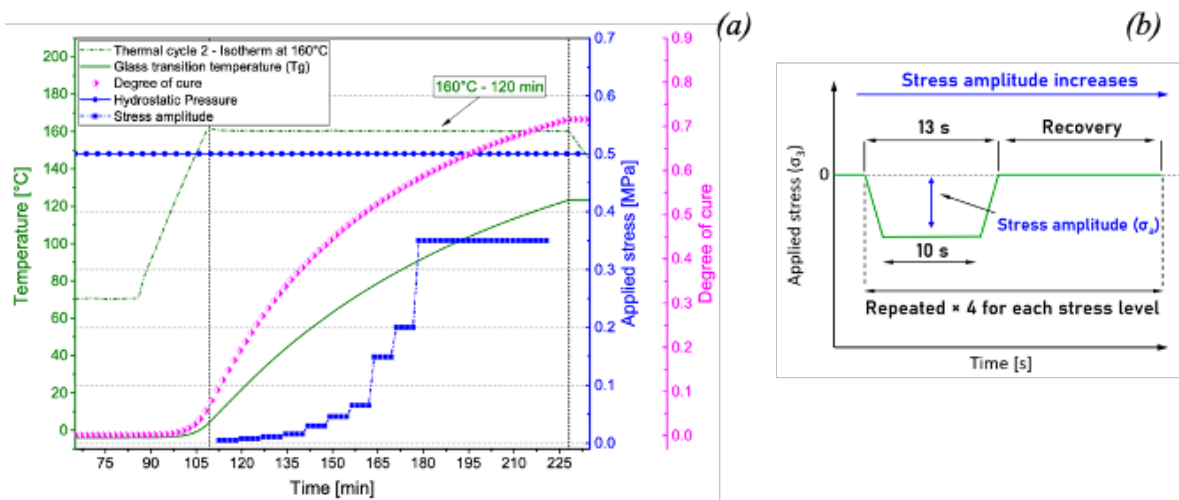 (a)
Thermal cycle 2 - Isotherm at 160°C
Glass transition temperature (Tg)
Degree of cure
Hydrostatic Pressure
Stress amplitude
160°C - 120 min
Temperature [°C]
200
180
160
140
120
100
80
60
40
20
0
75 90 105 120 135 150 165 180 195 210 225
Time [min]
0.7
0.6
0.5
0.4
0.3
0.2
0.1
0.0
Applied stress [MPa]
0.9
0.8
0.7
0.6
0.5
0.4
0.3
0.2
0.1
0.0
Degree of cure
(b)
Stress amplitude increases
13 s
Recovery
0
Applied stress (σ₃)
Stress amplitude (σₐ)
10 s
Repeated × 4 for each stress level
Time [s]